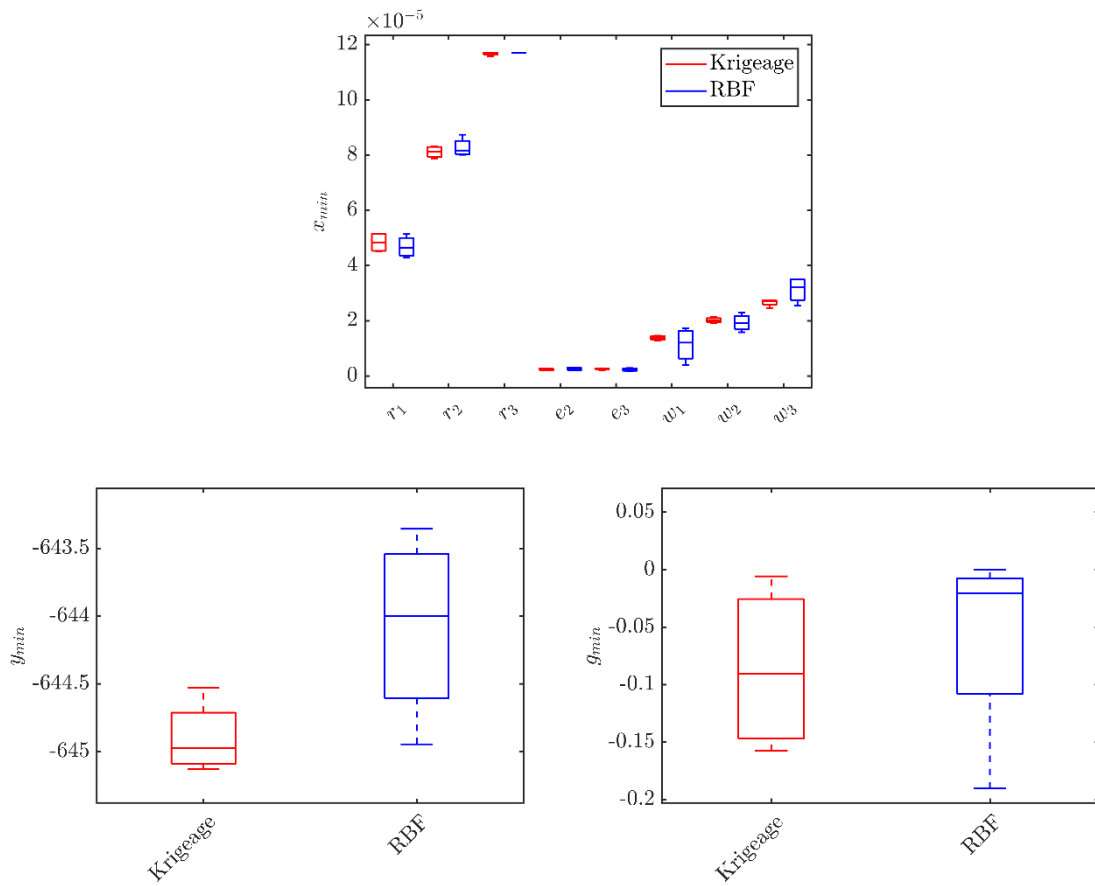 ×10⁻⁵
12
10
8
6
4
2
0
x_min
Krigeage
RBF
r₁ r₂ r₃ e₂ e₃ w₁ w₂ w₃
-643.5
-644
-644.5
-645
y_min
Krigeage RBF
0.05
0
-0.05
-0.1
-0.15
-0.2
g_min
Krigeage RBF